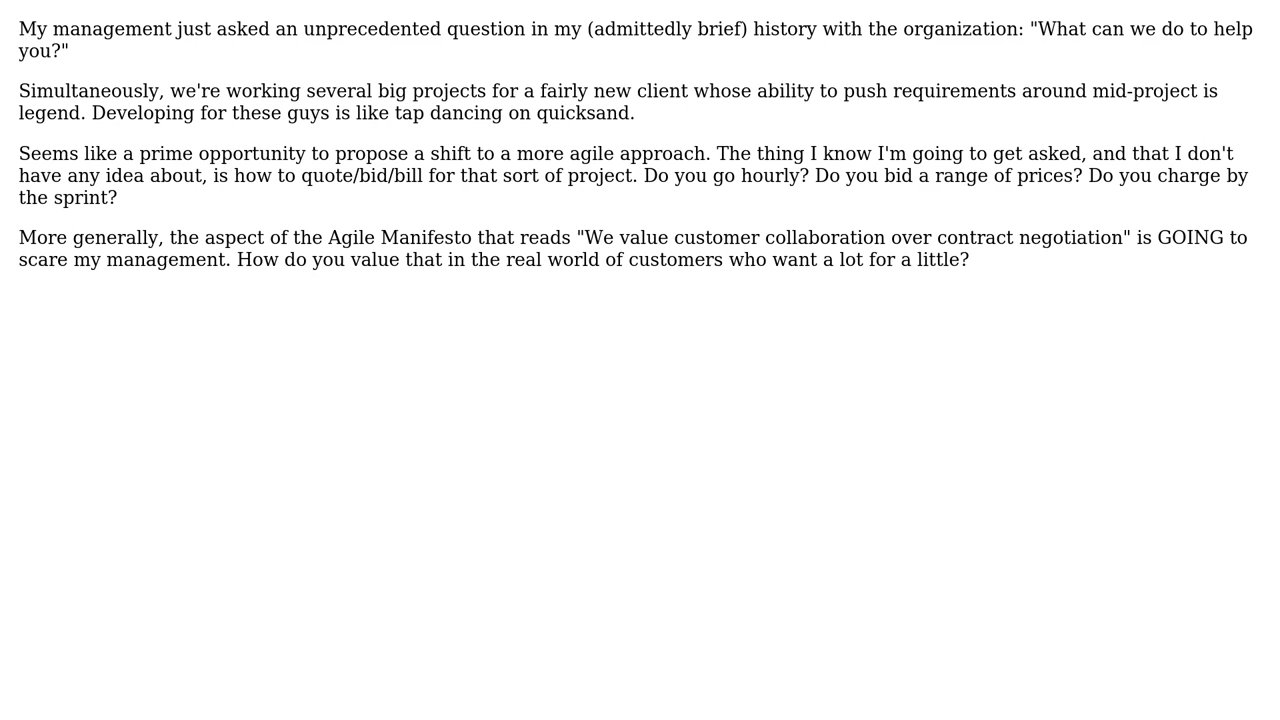 My management just asked an unprecedented question in my (admittedly brief) history with the organization: "What can we do to help
you?"
Simultaneously, we're working several big projects for a fairly new client whose ability to push requirements around mid-project is
legend. Developing for these guys is like tap dancing on quicksand.
Seems like a prime opportunity to propose a shift to a more agile approach. The thing I know I'm going to get asked, and that I don't
have any idea about, is how to quote/bid/bill for that sort of project. Do you go hourly? Do you bid a range of prices? Do you charge by
the sprint?
More generally, the aspect of the Agile Manifesto that reads "We value customer collaboration over contract negotiation" is GOING to
scare my management. How do you value that in the real world of customers who want a lot for a little?